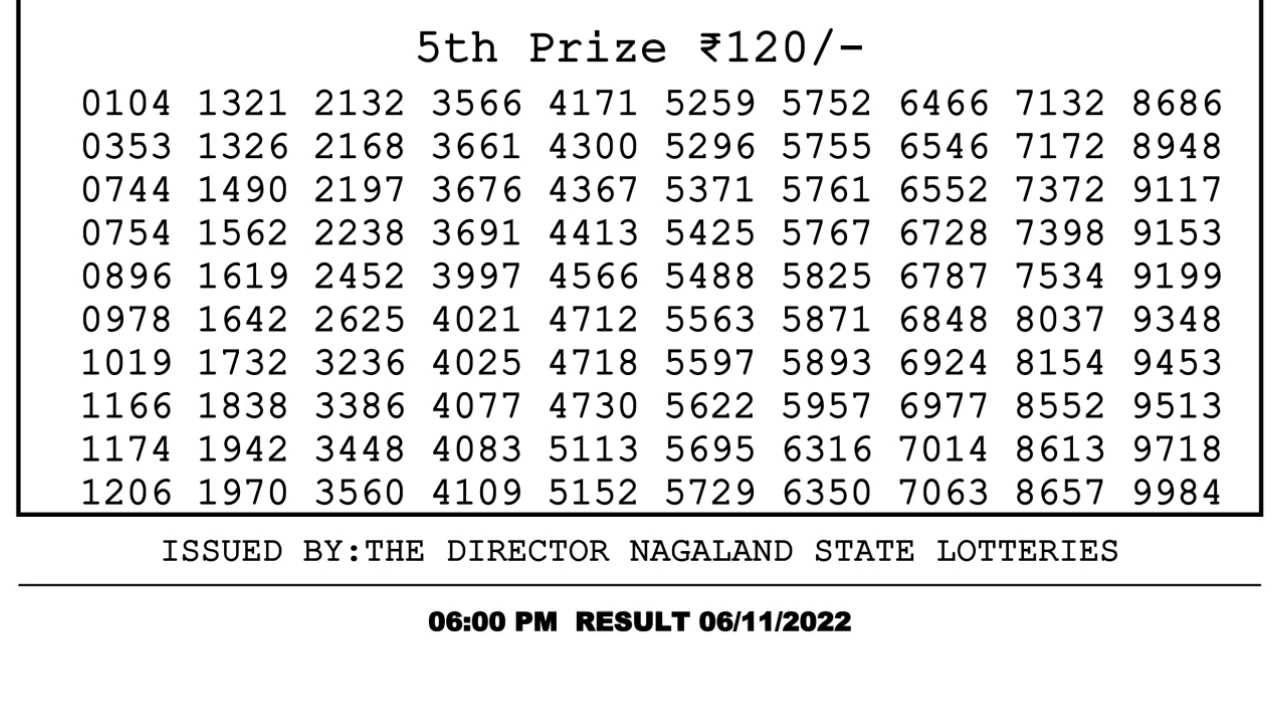 5th Prize ₹120/-
0104 1321 2132 3566 4171 5259 5752 6466 7132 8686
0353 1326 2168 3661 4300 5296 5755 6546 7172 8948
0744 1490 2197 3676 4367 5371 5761 6552 7372 9117
0754 1562 2238 3691 4413 5425 5767 6728 7398 9153
0896 1619 2452 3997 4566 5488 5825 6787 7534 9199
0978 1642 2625 4021 4712 5563 5871 6848 8037 9348
1019 1732 3236 4025 4718 5597 5893 6924 8154 9453
1166 1838 3386 4077 4730 5622 5957 6977 8552 9513
1174 1942 3448 4083 5113 5695 6316 7014 8613 9718
1206 1970 3560 4109 5152 5729 6350 7063 8657 9984
ISSUED BY:THE DIRECTOR NAGALAND STATE LOTTERIES
06:00 PM RESULT 06/11/2022